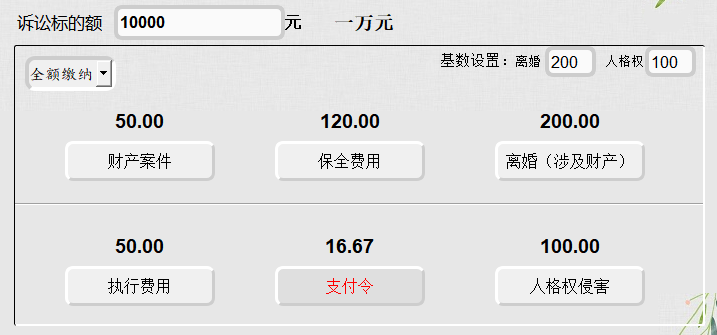 诉讼标的额 10000 元 一万元
全额缴纳 基数设置：离婚 200 人格权 100
50.00 120.00 200.00
财产案件 保全费用 离婚（涉及财产）
50.00 16.67 100.00
执行费用 支付令 人格权侵害